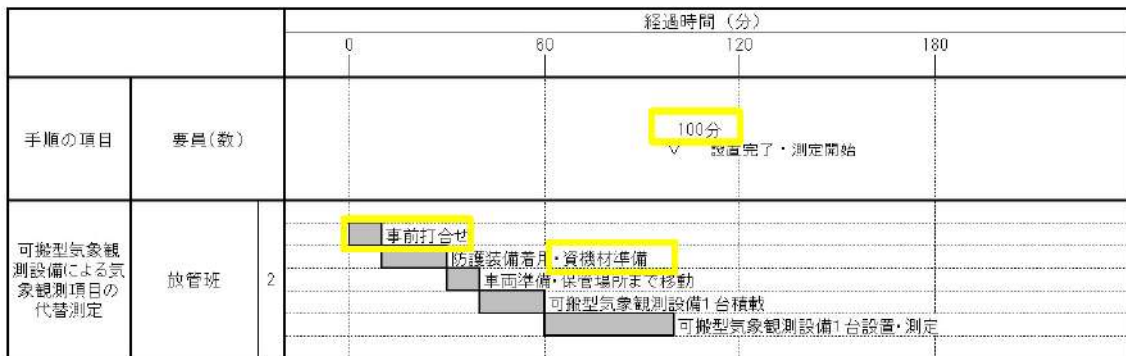 経過時間（分）
0 60 120 180
手順の項目 要員(数)
100分
▽ 設置完了・測定開始
可搬型気象観
測設備による気
象観測項目の
代替測定
放管班 2
事前打合せ
防護装備着用・資機材準備
車両準備・保管場所まで移動
可搬型気象観測設備1台積載
可搬型気象観測設備1台設置・測定